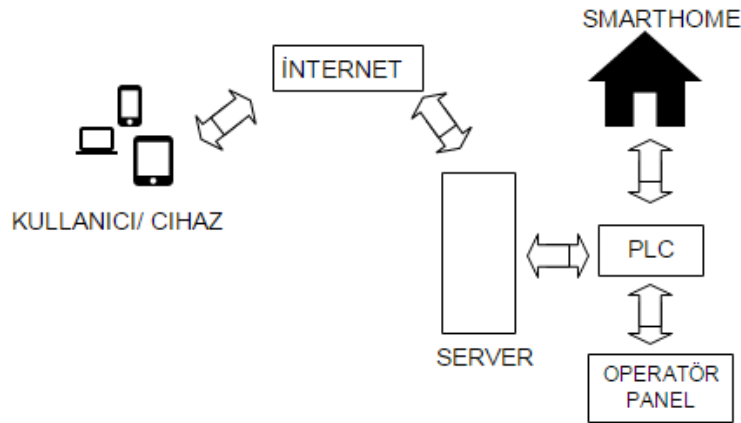 SMARTHOME
İNTERNET
KULLANICI/ CIHAZ
PLC
SERVER
OPERATÖR
PANEL